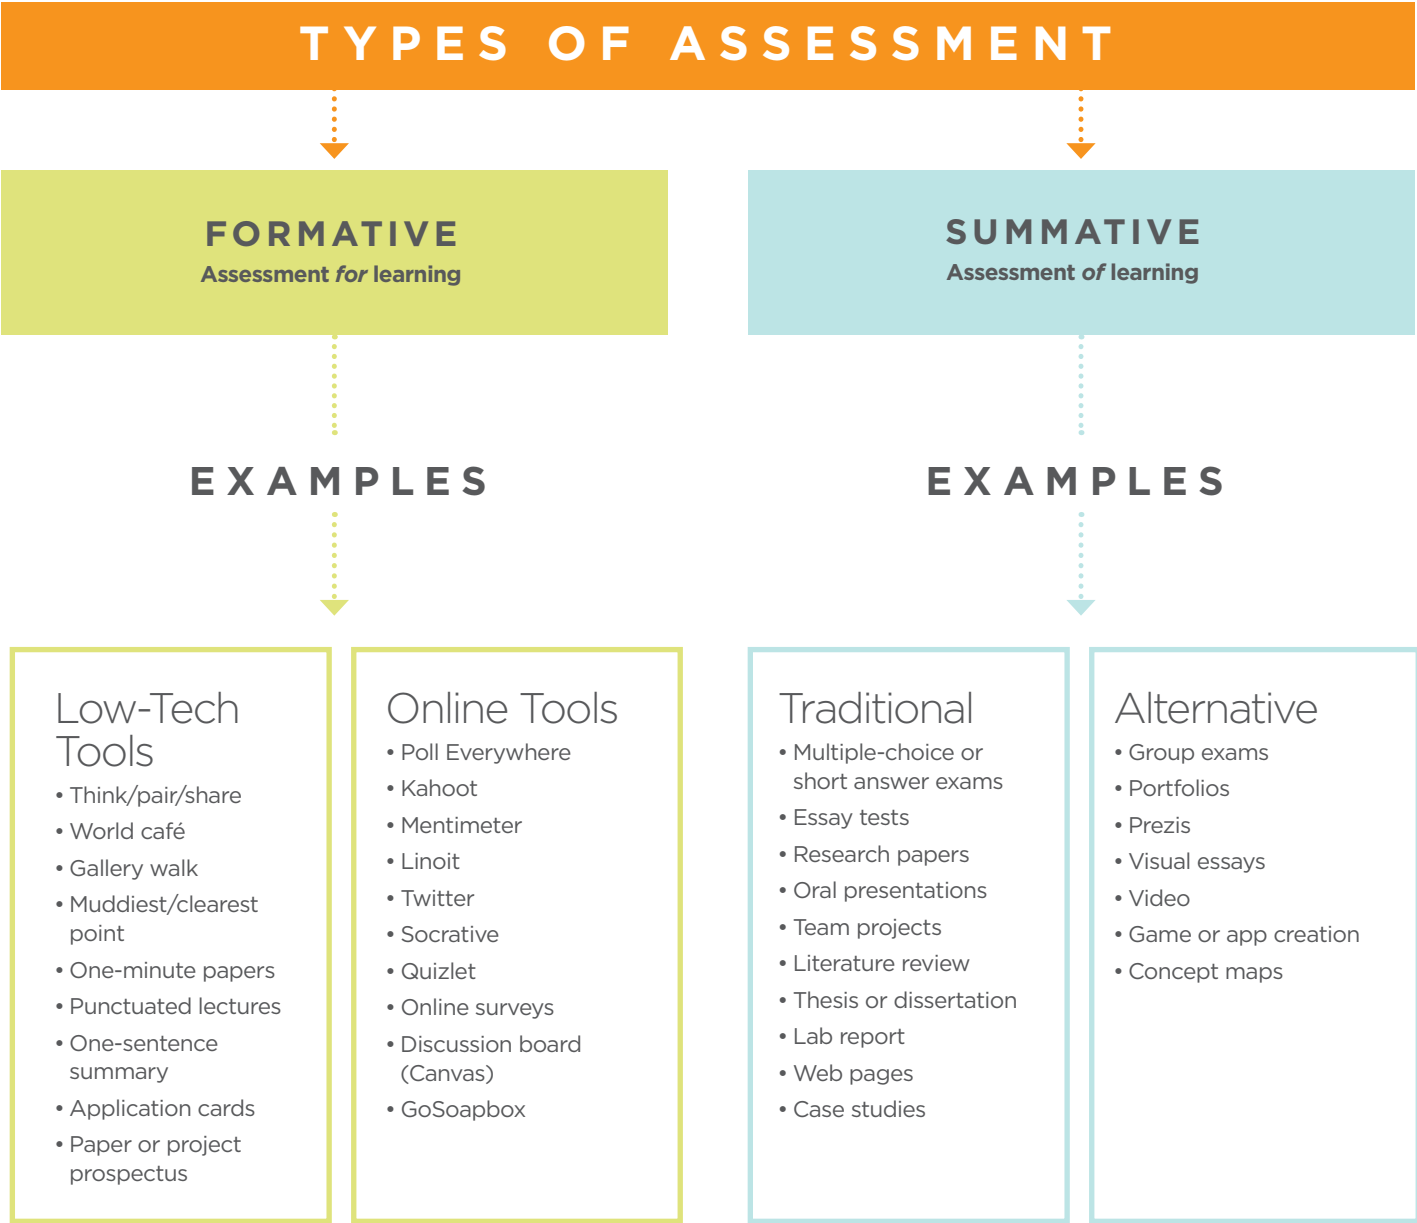 TYPES OF ASSESSMENT
FORMATIVE
Assessment for learning
EXAMPLES
Low-Tech
Tools
• Think/pair/share
• World café
• Gallery walk
• Muddiest/clearest
point
• One-minute papers
• Punctuated lectures
• One-sentence
summary
• Application cards
• Paper or project
prospectus
Online Tools
• Poll Everywhere
• Kahoot
• Mentimeter
• Linoit
• Twitter
• Socrative
• Quizlet
• Online surveys
• Discussion board
(Canvas)
• GoSoapbox
SUMMATIVE
Assessment of learning
EXAMPLES
Traditional
• Multiple-choice or
short answer exams
• Essay tests
• Research papers
• Oral presentations
• Team projects
• Literature review
• Thesis or dissertation
• Lab report
• Web pages
• Case studies
Alternative
• Group exams
• Portfolios
• Prezis
• Visual essays
• Video
• Game or app creation
• Concept maps